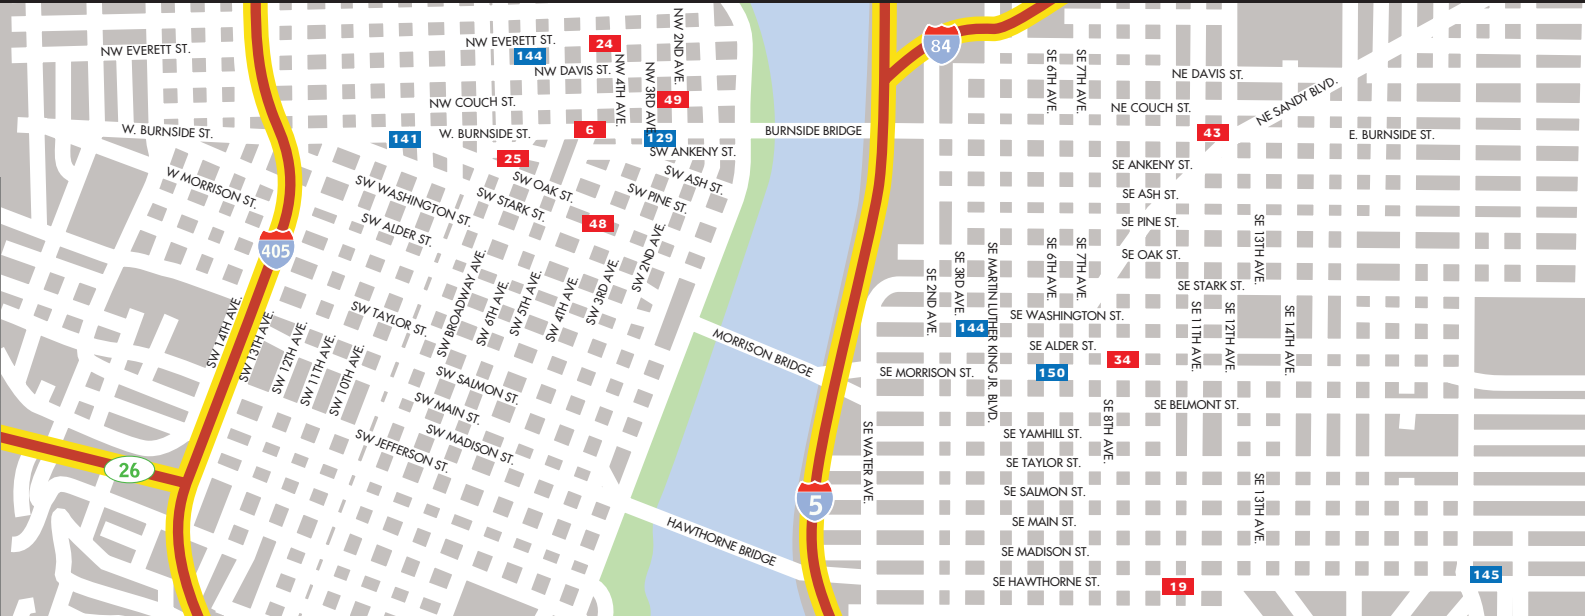 NW EVERETT ST.
NW EVERETT ST.
144
24
NW 2ND AVE.
NW DAVIS ST.
NW 4TH AVE.
NW 3RD AVE.
49
NW COUCH ST.
W. BURNSIDE ST.
141
W. BURNSIDE ST.
6
129
BURNSIDE BRIDGE
SW ANKENY ST.
25
W MORRISON ST.
SW WASHINGTON ST.
SW OAK ST.
SW ASH ST.
SW STARK ST.
SW PINE ST.
SW ALDER ST.
48
405
SW BROADWAY AVE.
SW 6TH AVE.
SW 5TH AVE.
SW 4TH AVE.
SW 3RD AVE.
SW 2ND AVE.
SW 14TH AVE.
SW 13TH AVE.
SW 12TH AVE.
SW 11TH AVE.
SW 10TH AVE.
SW TAYLOR ST.
MORRISON BRIDGE
SW SALMON ST.
SW MAIN ST.
SW MADISON ST.
SW JEFFERSON ST.
26
HAWTHORNE BRIDGE
5
84
SE 6TH AVE.
SE 7TH AVE.
NE DAVIS ST.
NE SANDY BLVD.
NE COUCH ST.
43
E. BURNSIDE ST.
SE ANKENY ST.
SE ASH ST.
SE PINE ST.
SE 13TH AVE.
SE OAK ST.
SE 2ND AVE.
SE 3RD AVE.
SE MARTIN LUTHER KING JR. BLVD.
SE 6TH AVE.
SE 7TH AVE.
SE STARK ST.
SE WASHINGTON ST.
SE 11TH AVE.
SE 12TH AVE.
SE 14TH AVE.
144
SE ALDER ST.
34
SE MORRISON ST.
150
SE BELMONT ST.
SE 8TH AVE.
SE WATER AVE.
SE YAMHILL ST.
SE TAYLOR ST.
SE SALMON ST.
SE 13TH AVE.
SE MAIN ST.
SE MADISON ST.
SE HAWTHORNE ST.
19
145